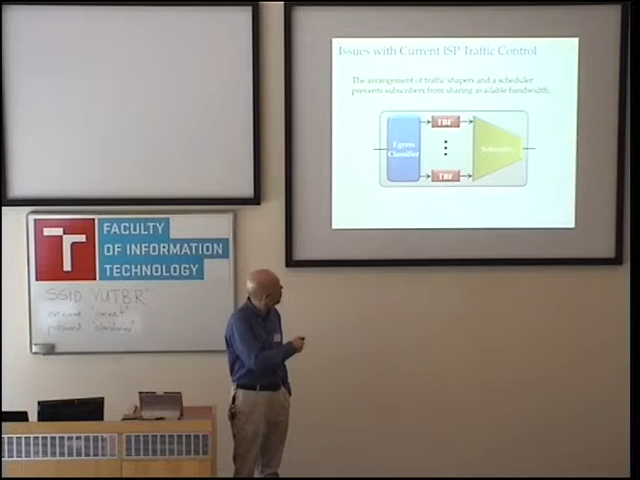 Issues with Current ISP Traffic Control
The arrangement of traffic shapers and a scheduler
prevents subscribers from sharing available bandwidth.
TBF
Egress
Classifier
Scheduler
TBF
T
FACULTY
OF INFORMATION
TECHNOLOGY
SSID VUTBR